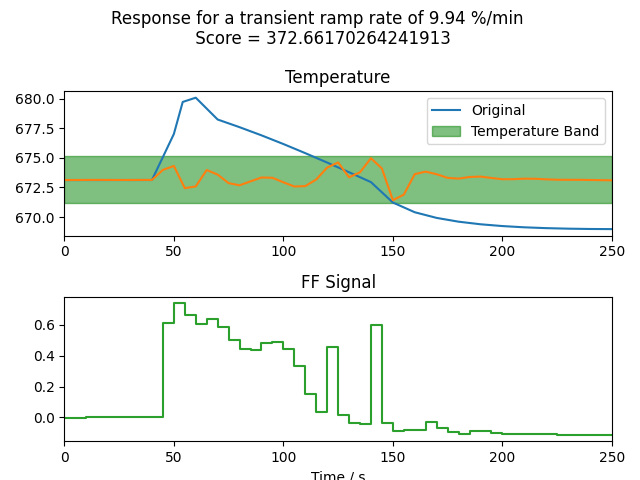 Response for a transient ramp rate of 9.94 %/min
Score = 372.66170264241913
Temperature
680.0
677.5
675.0
672.5
670.0
Original
Temperature Band
0 50 100 150 200 250
FF Signal
0.6
0.4
0.2
0.0
0 50 100 150 200 250
Time / s